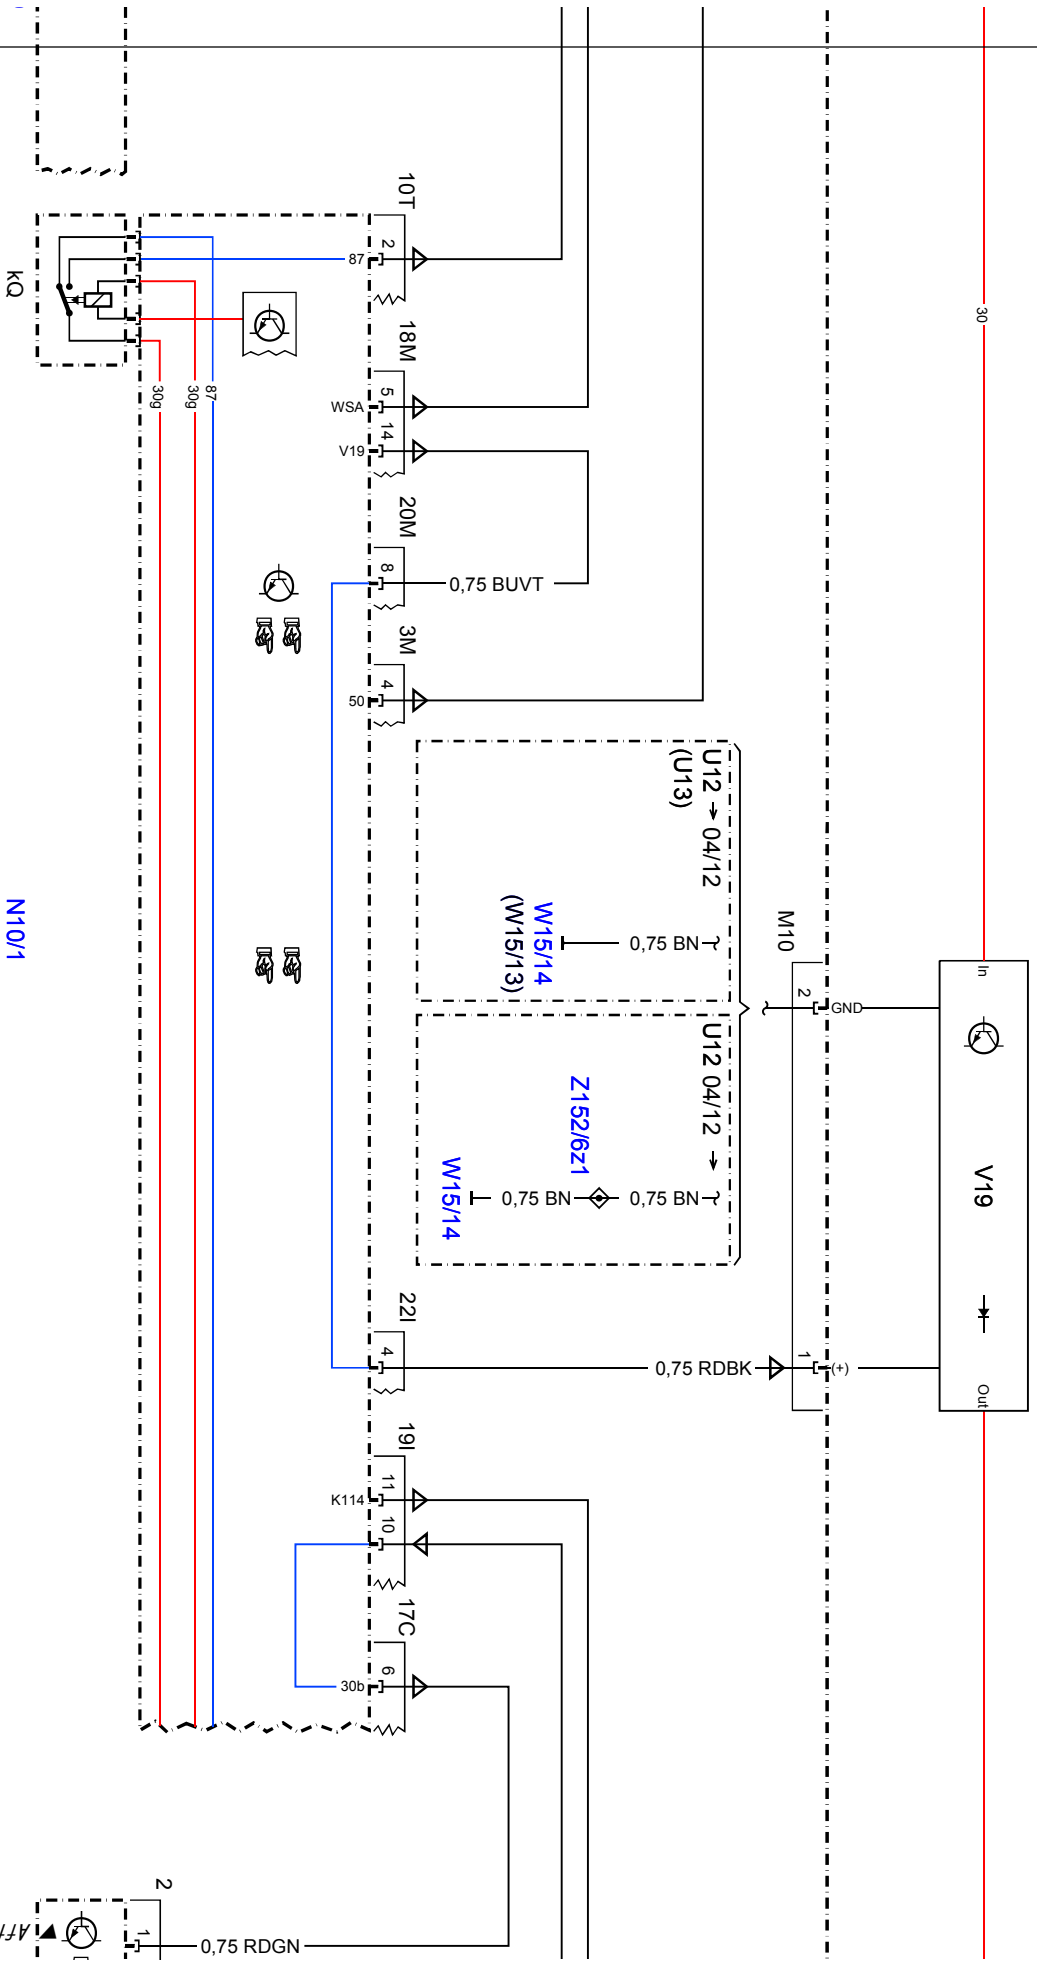 30
10T
2
87
kQ
18M
5
WSA
14
V19
30g
30g
87
20M
8
0,75 BUVT
3M
4
50
U12 → 04/12
(U13)
0,75 BN
W15/14
(W15/13)
M10
2
GND
In
V19
Out
U12 04/12 →
Z152/6z1
0,75 BN
0,75 BN
W15/14
N10/1
22I
4
0,75 RDBK
1
(+)
19I
11
K114
10
17C
6
30b
2
1
0,75 RDGN